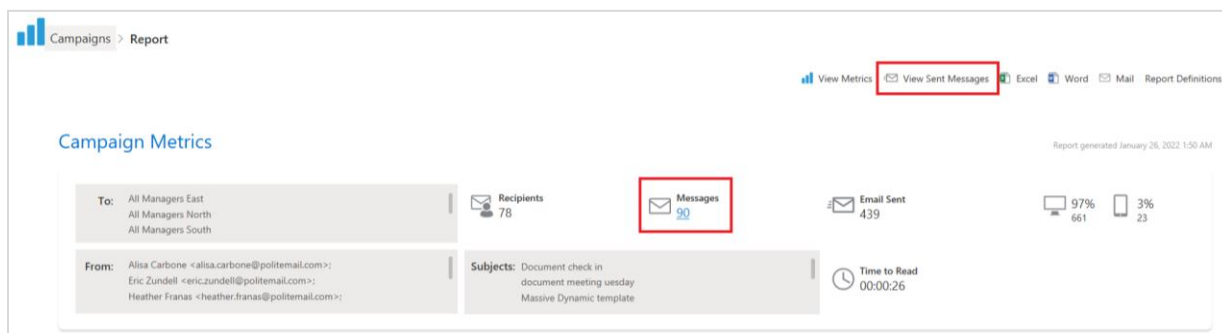 Campaigns > Report
View Metrics View Sent Messages Excel Word Mail Report Definitions
Campaign Metrics
Report generated January 26, 2022 1:50 AM
To: All Managers East
All Managers North
All Managers South
Recipients
78
Messages
90
Email Sent
439
97%
661
3%
23
From: Alisa Carbone <alisa.carbone@politemail.com>;
Eric Zundell <eric.zundell@politemail.com>;
Heather Franas <heather.franas@politemail.com>;
Subjects: Document check in
document meeting uesday
Massive Dynamic template
Time to Read
00:00:26